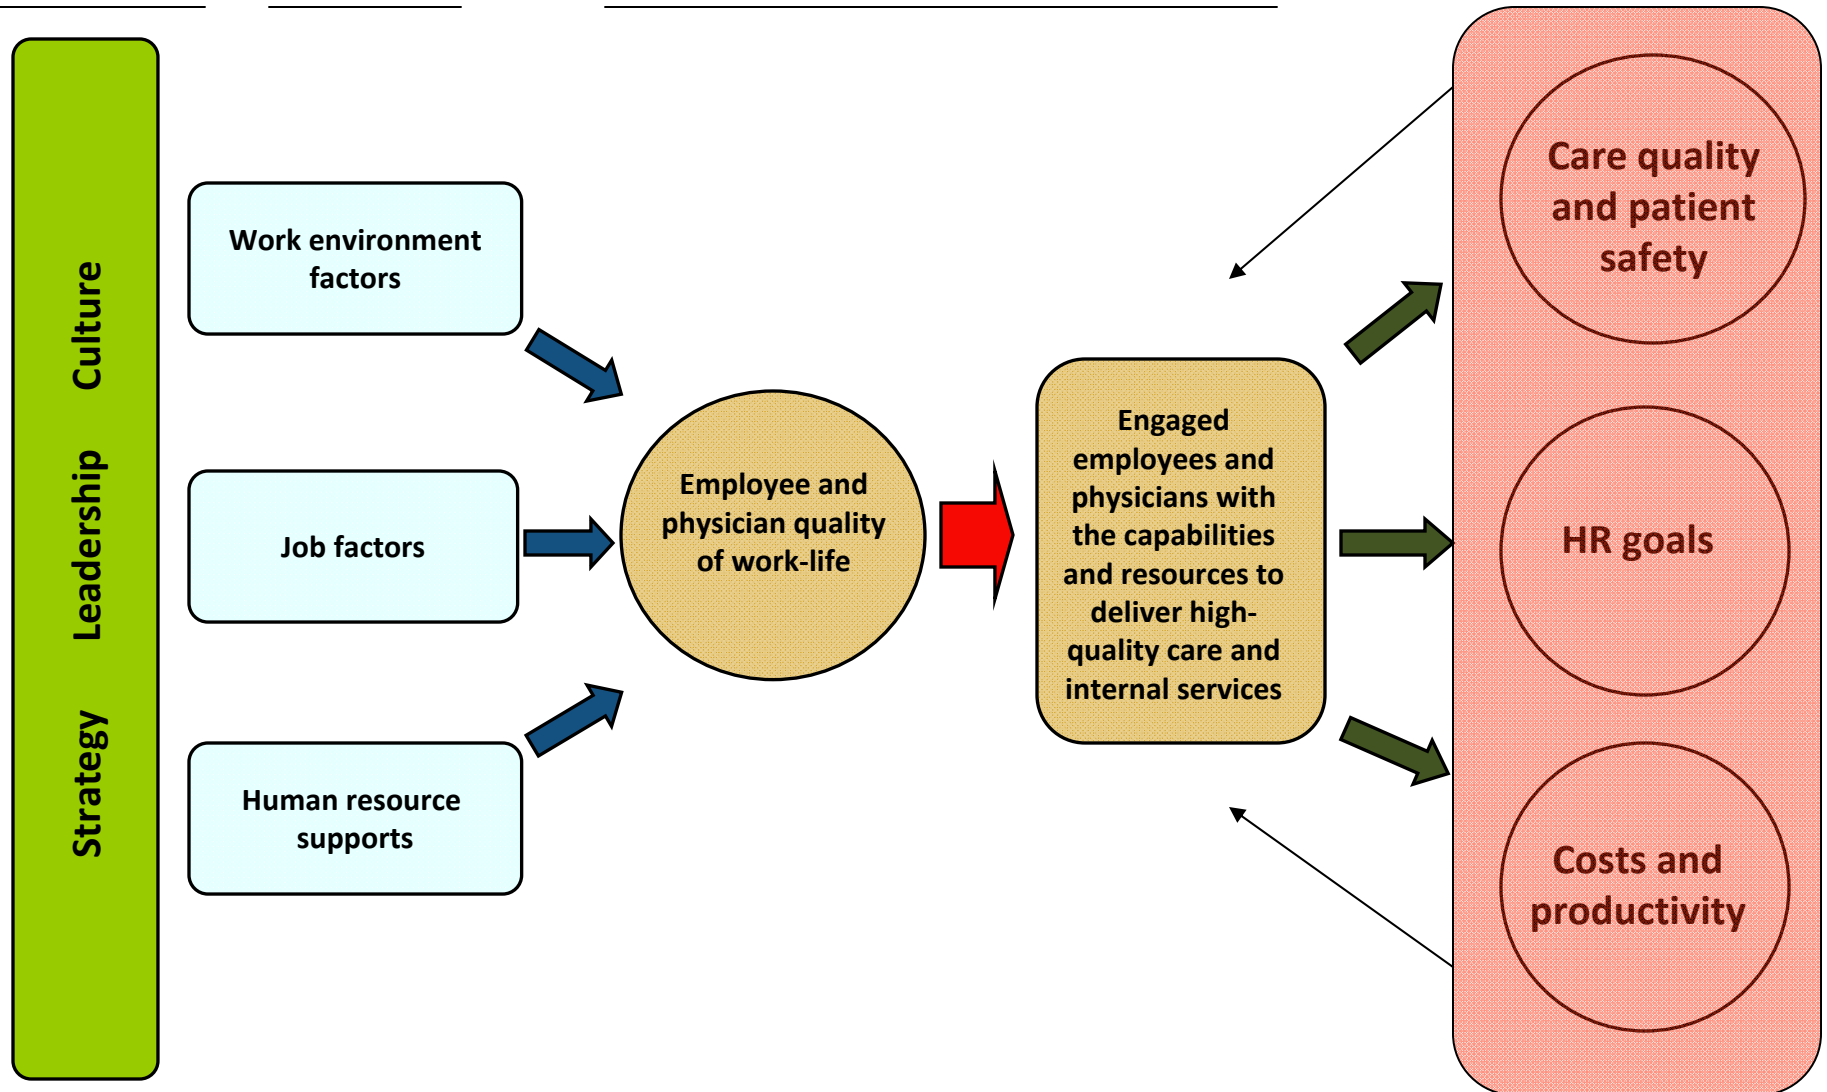 Culture
Leadership
Strategy
Work environment
factors
Job factors
Human resource
supports
Employee and
physician quality
of work-life
Engaged
employees and
physicians with
the capabilities
and resources to
deliver high-
quality care and
internal services
Care quality
and patient
safety
HR goals
Costs and
productivity